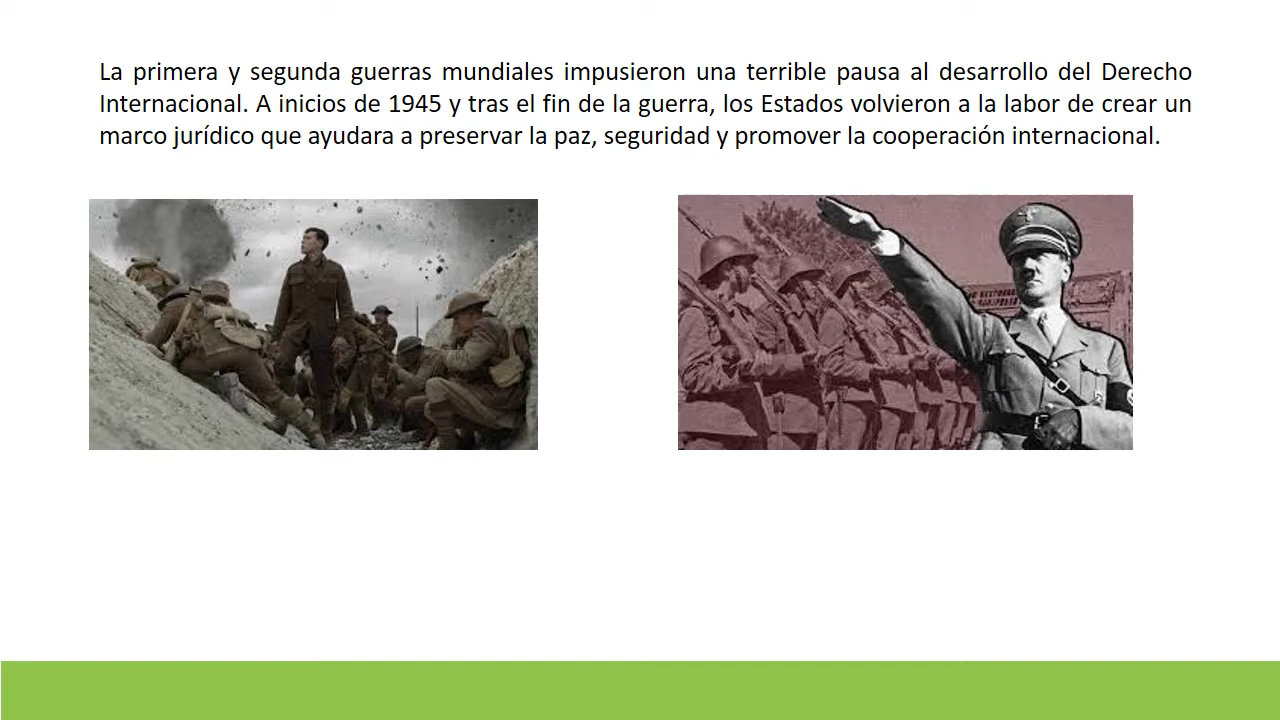 La primera y segunda guerras mundiales impusieron una terrible pausa al desarrollo del Derecho
Internacional. A inicios de 1945 y tras el fin de la guerra, los Estados volvieron a la labor de crear un
marco jurídico que ayudara a preservar la paz, seguridad y promover la cooperación internacional.